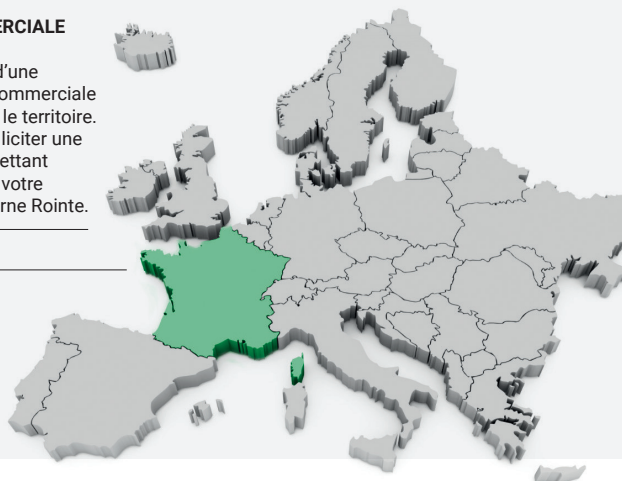 ERCIALE
d'une
ommerciale
le territoire.
liciter une
ettant
votre
rne Rointe.